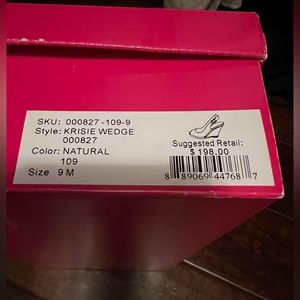 SKU: 000827-109-9
Style: KRISIE WEDGE
000827
Color: NATURAL
109
Size 9 M
Suggested Retail:
$ 198.00
8 89069 44768 7